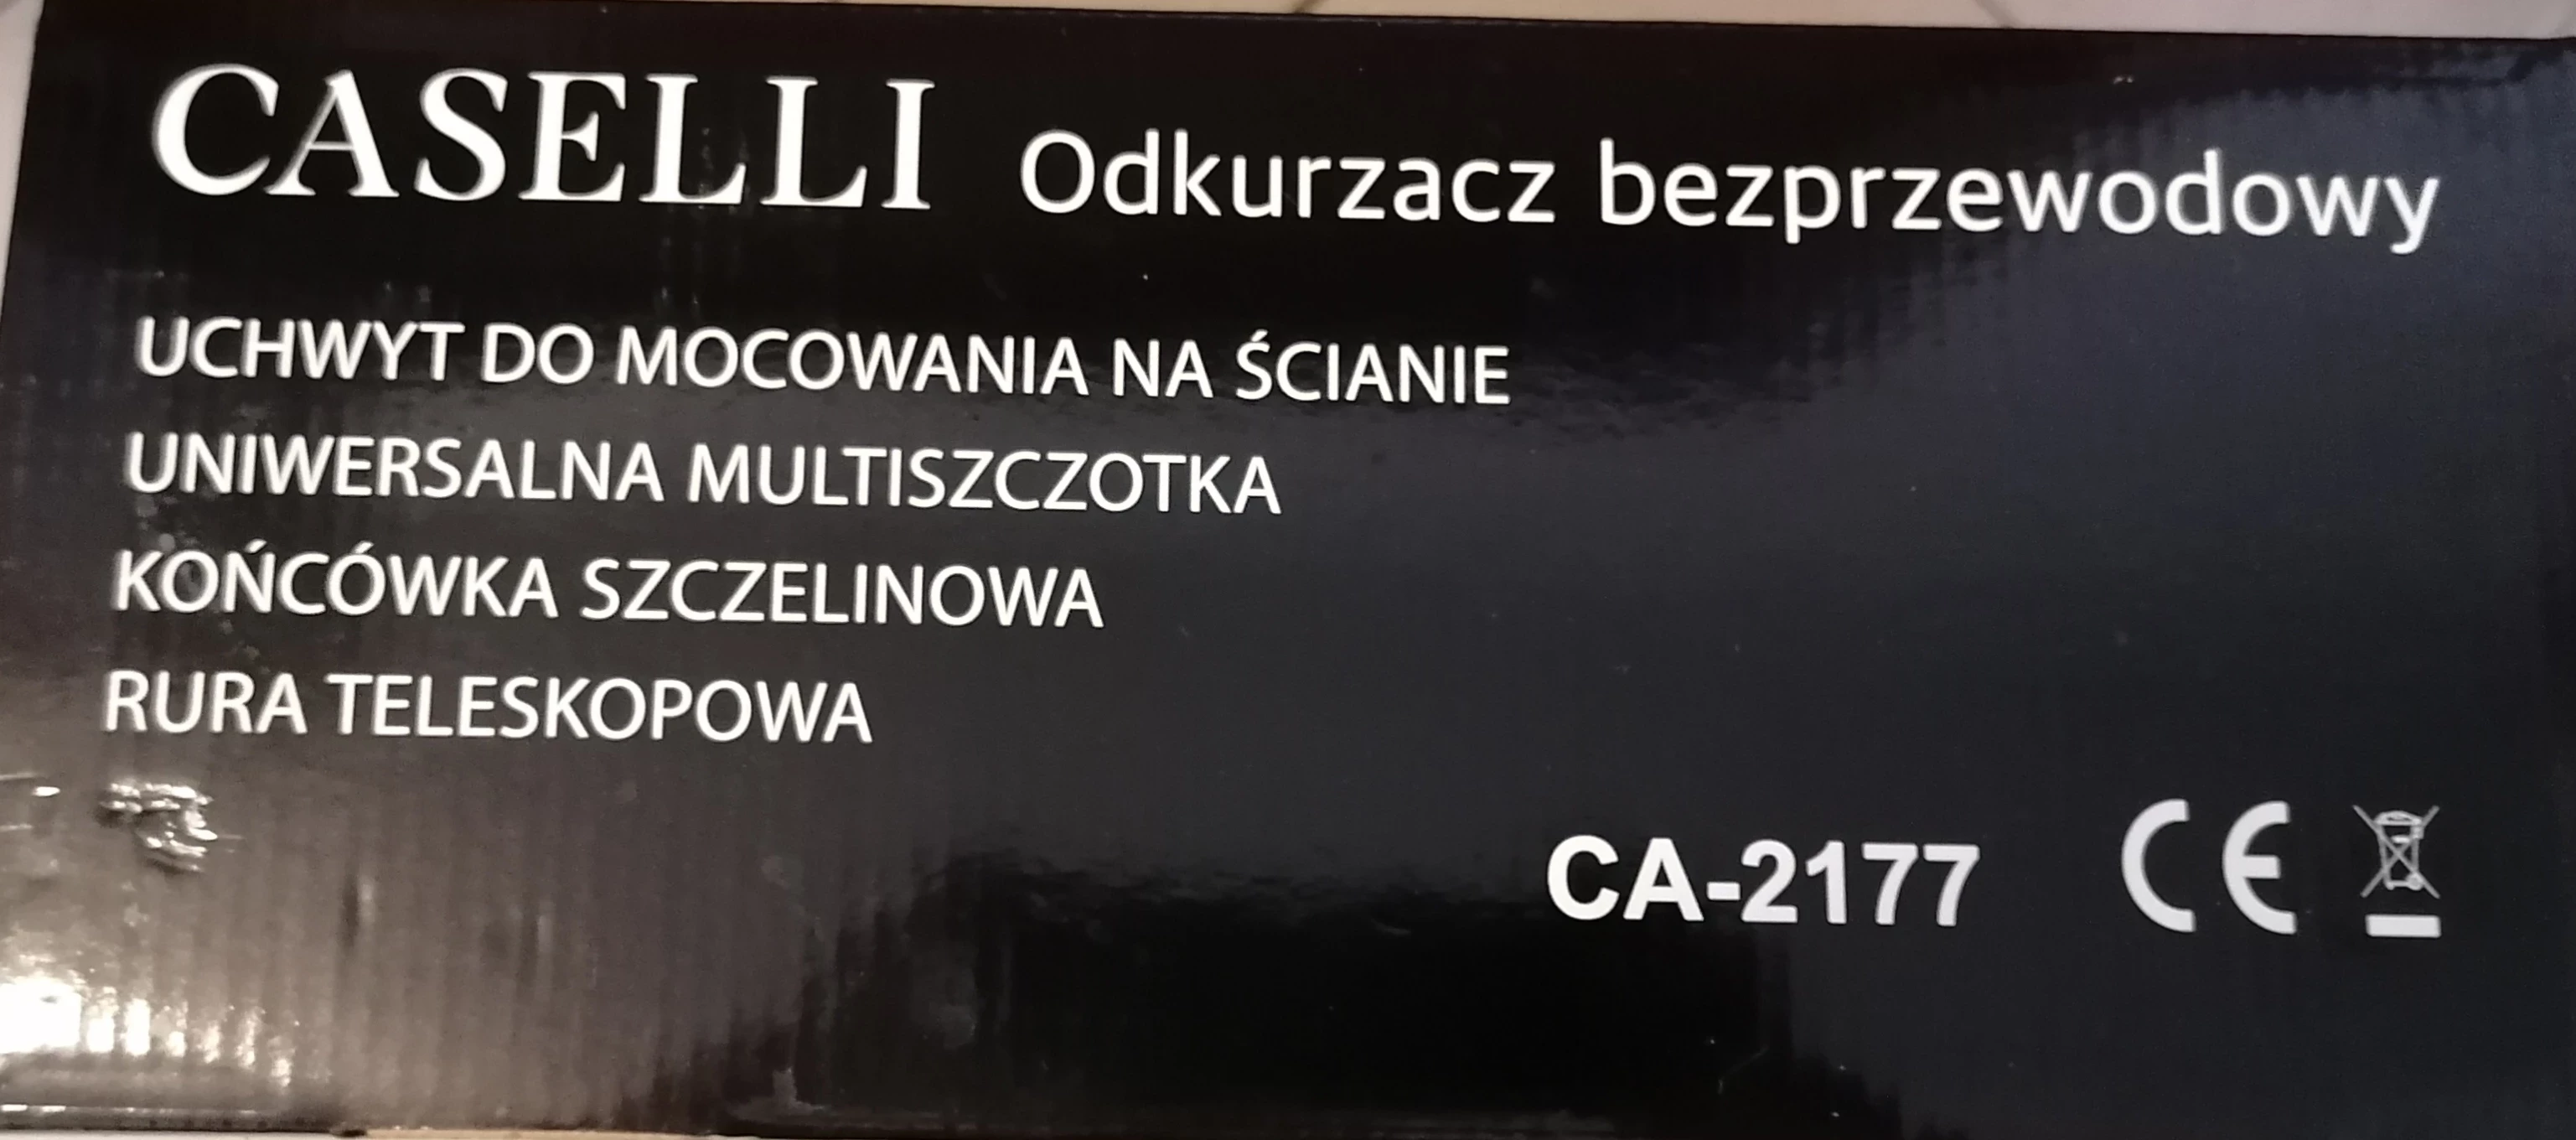 CASELLI Odkurzacz bezprzewodowy
UCHWYT DO MOCOWANIA NA ŚCIANIE
UNIWERSALNA MULTISZCZOTKA
KOŃCÓWKA SZCZELINOWA
RURA TELESKOPOWA
CA-2177 CE